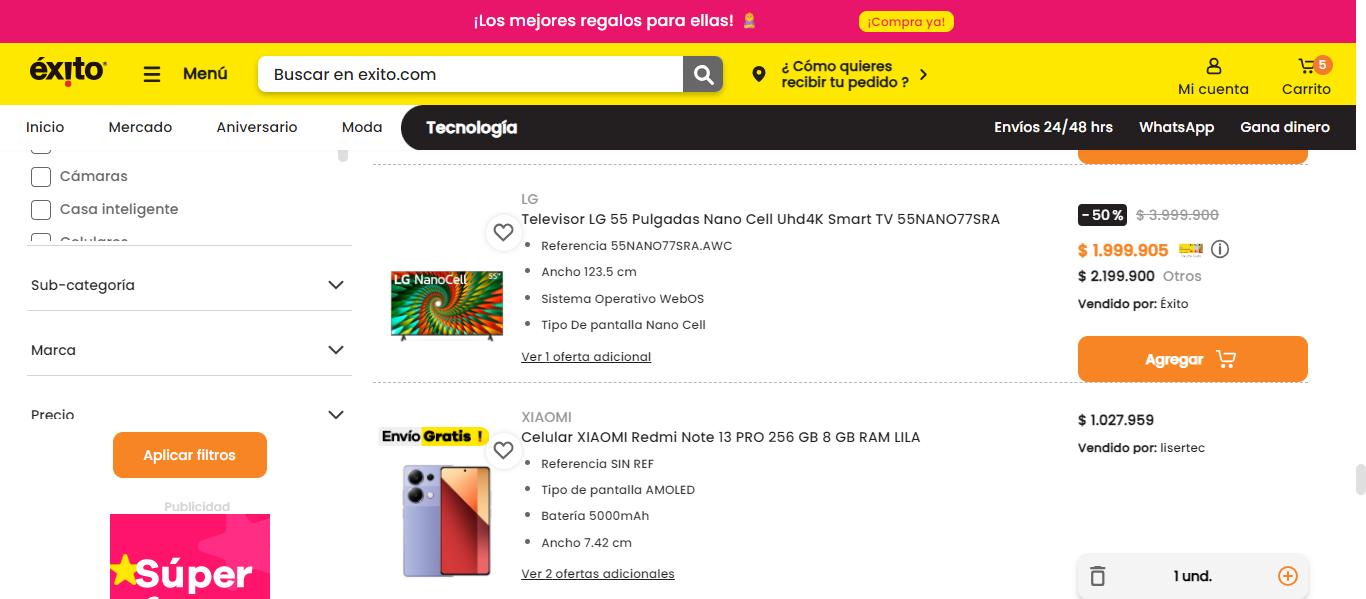 ¡Los mejores regalos para ellas!
¡Compra ya!
éxito
Menú
Buscar en exito.com
¿ Cómo quieres
recibir tu pedido ?
Mi cuenta
5
Carrito
Inicio
Mercado
Aniversario
Moda
Tecnología
Envíos 24/48 hrs
WhatsApp
Gana dinero
Cámaras
Casa inteligente
Celulares
Sub-categoría
Marca
Precio
Aplicar filtros
Publicidad
Súper
LG
Televisor LG 55 Pulgadas Nano Cell Uhd4K Smart TV 55NANO77SRA
Referencia 55NANO77SRA.AWC
Ancho 123.5 cm
Sistema Operativo WebOS
Tipo De pantalla Nano Cell
Ver 1 oferta adicional
LG NanoCell 55"
- 50 % $ 3.999.900
$ 1.999.905
$ 2.199.900 Otros
Vendido por: Éxito
Agregar
XIAOMI
Envío Gratis !
Celular XIAOMI Redmi Note 13 PRO 256 GB 8 GB RAM LILA
Referencia SIN REF
Tipo de pantalla AMOLED
Batería 5000mAh
Ancho 7.42 cm
Ver 2 ofertas adicionales
$ 1.027.959
Vendido por: lisertec
1 und.